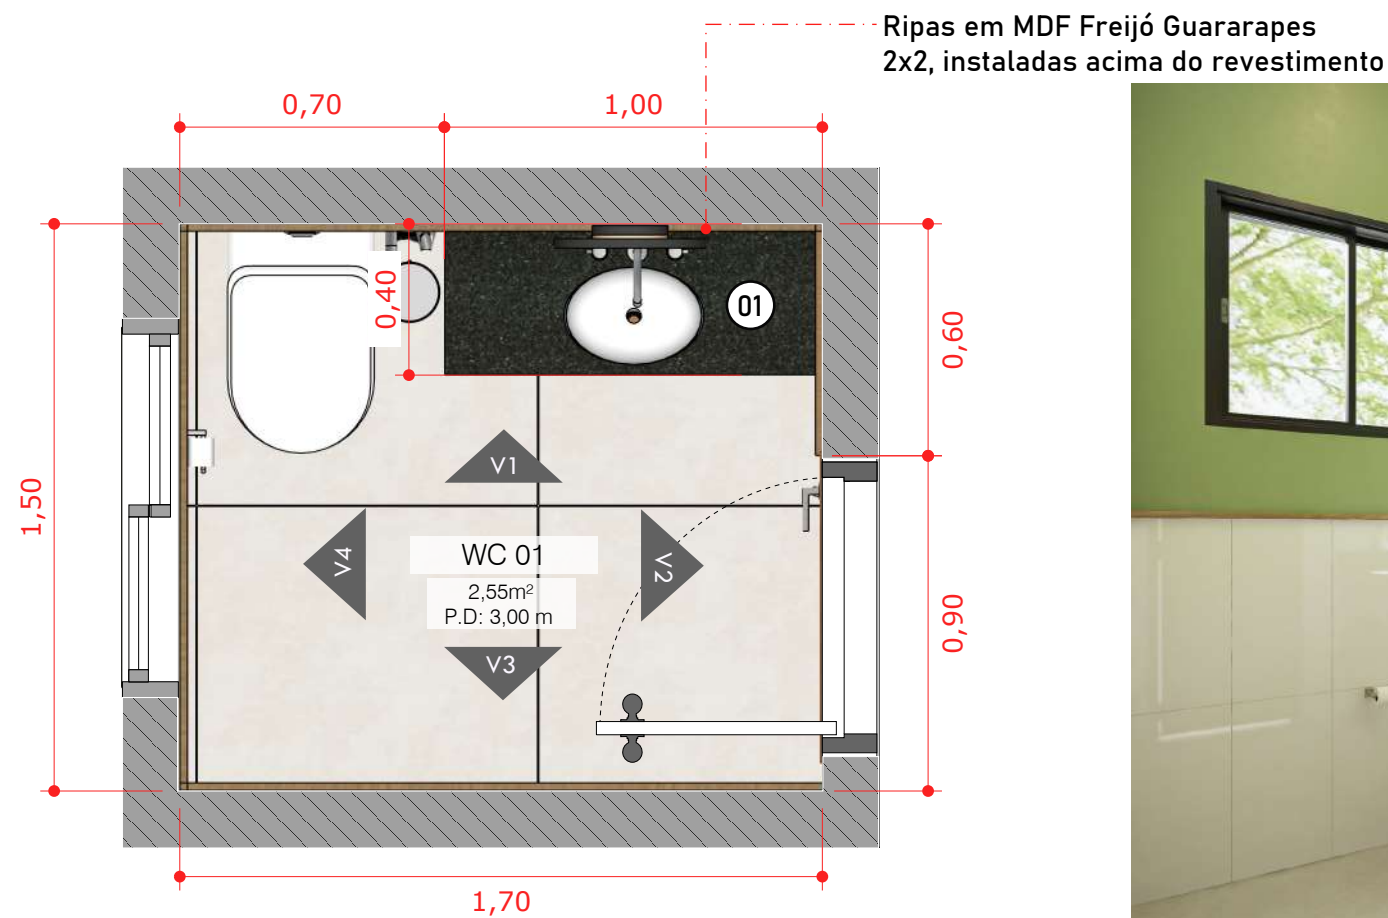 Ripas em MDF Freijó Guararapes
2x2, instaladas acima do revestimento
0,70
1,00
0,40
01
0,60
1,50
V1
V4
WC 01
V2
2,55m²
P.D: 3,00 m
V3
0,90
1,70